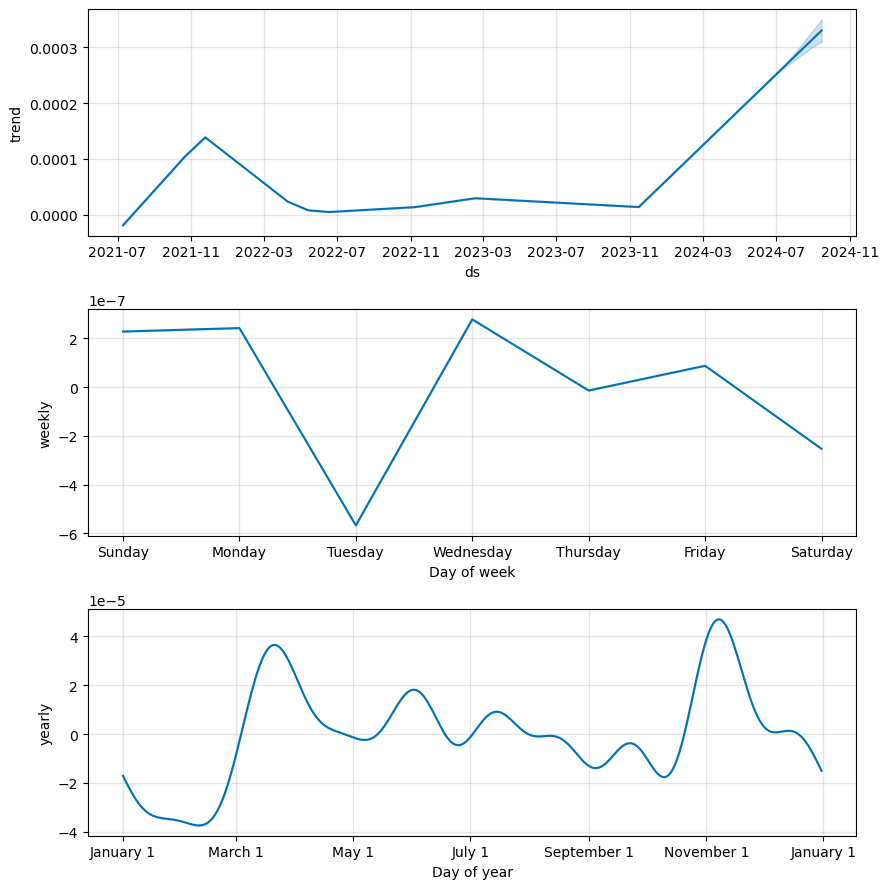 0.0003
0.0002
0.0001
0.0000
trend
2021-07 2021-11 2022-03 2022-07 2022-11 2023-03 2023-07 2023-11 2024-03 2024-07 2024-11
ds
1e−7
2
0
−2
−4
−6
weekly
Sunday Monday Tuesday Wednesday Thursday Friday Saturday
Day of week
1e−5
4
2
0
−2
−4
yearly
January 1 March 1 May 1 July 1 September 1 November 1 January 1
Day of year